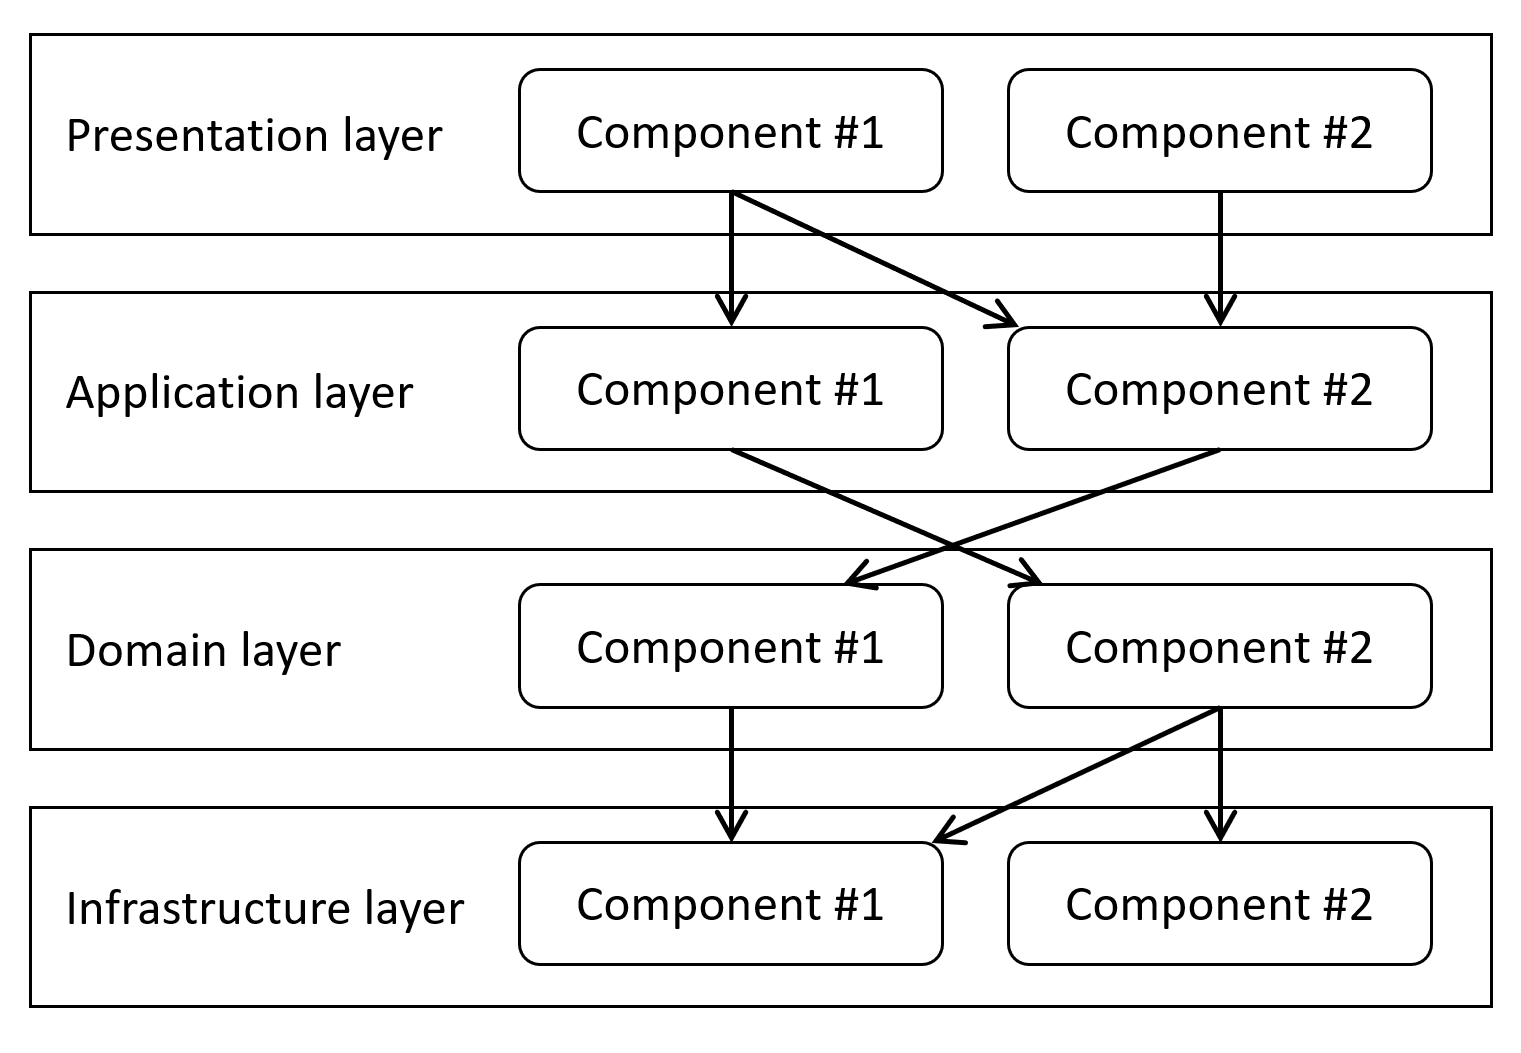 Presentation layer
Component #1
Component #2
Application layer
Component #1
Component #2
Domain layer
Component #1
Component #2
Infrastructure layer
Component #1
Component #2